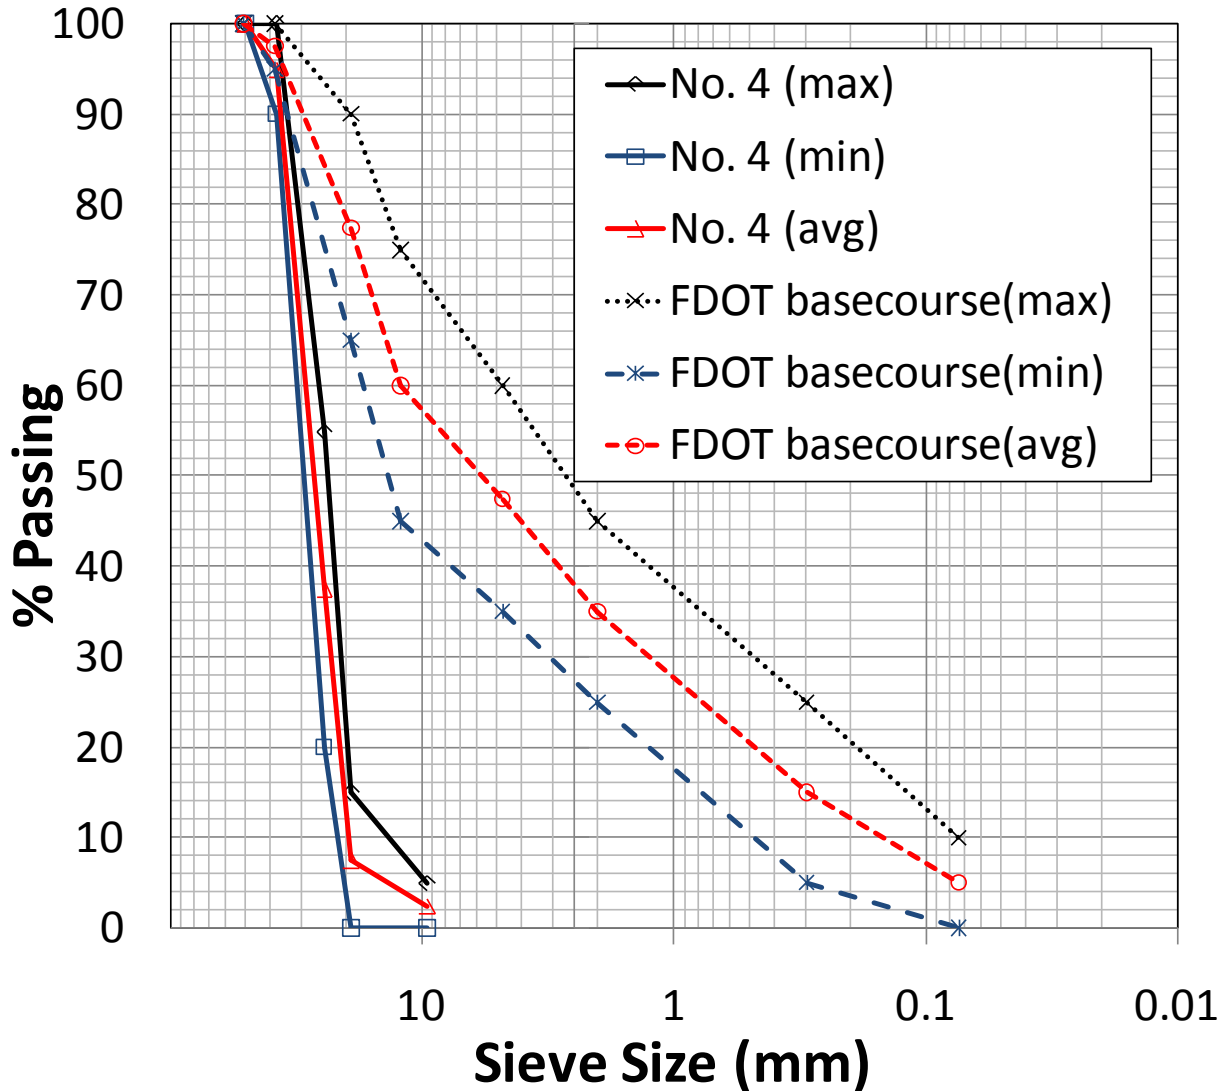 100
90
80
70
60
50
40
30
20
10
0
% Passing
No. 4 (max)
No. 4 (min)
No. 4 (avg)
FDOT basecourse(max)
FDOT basecourse(min)
FDOT basecourse(avg)
10 1 0.1 0.01
Sieve Size (mm)